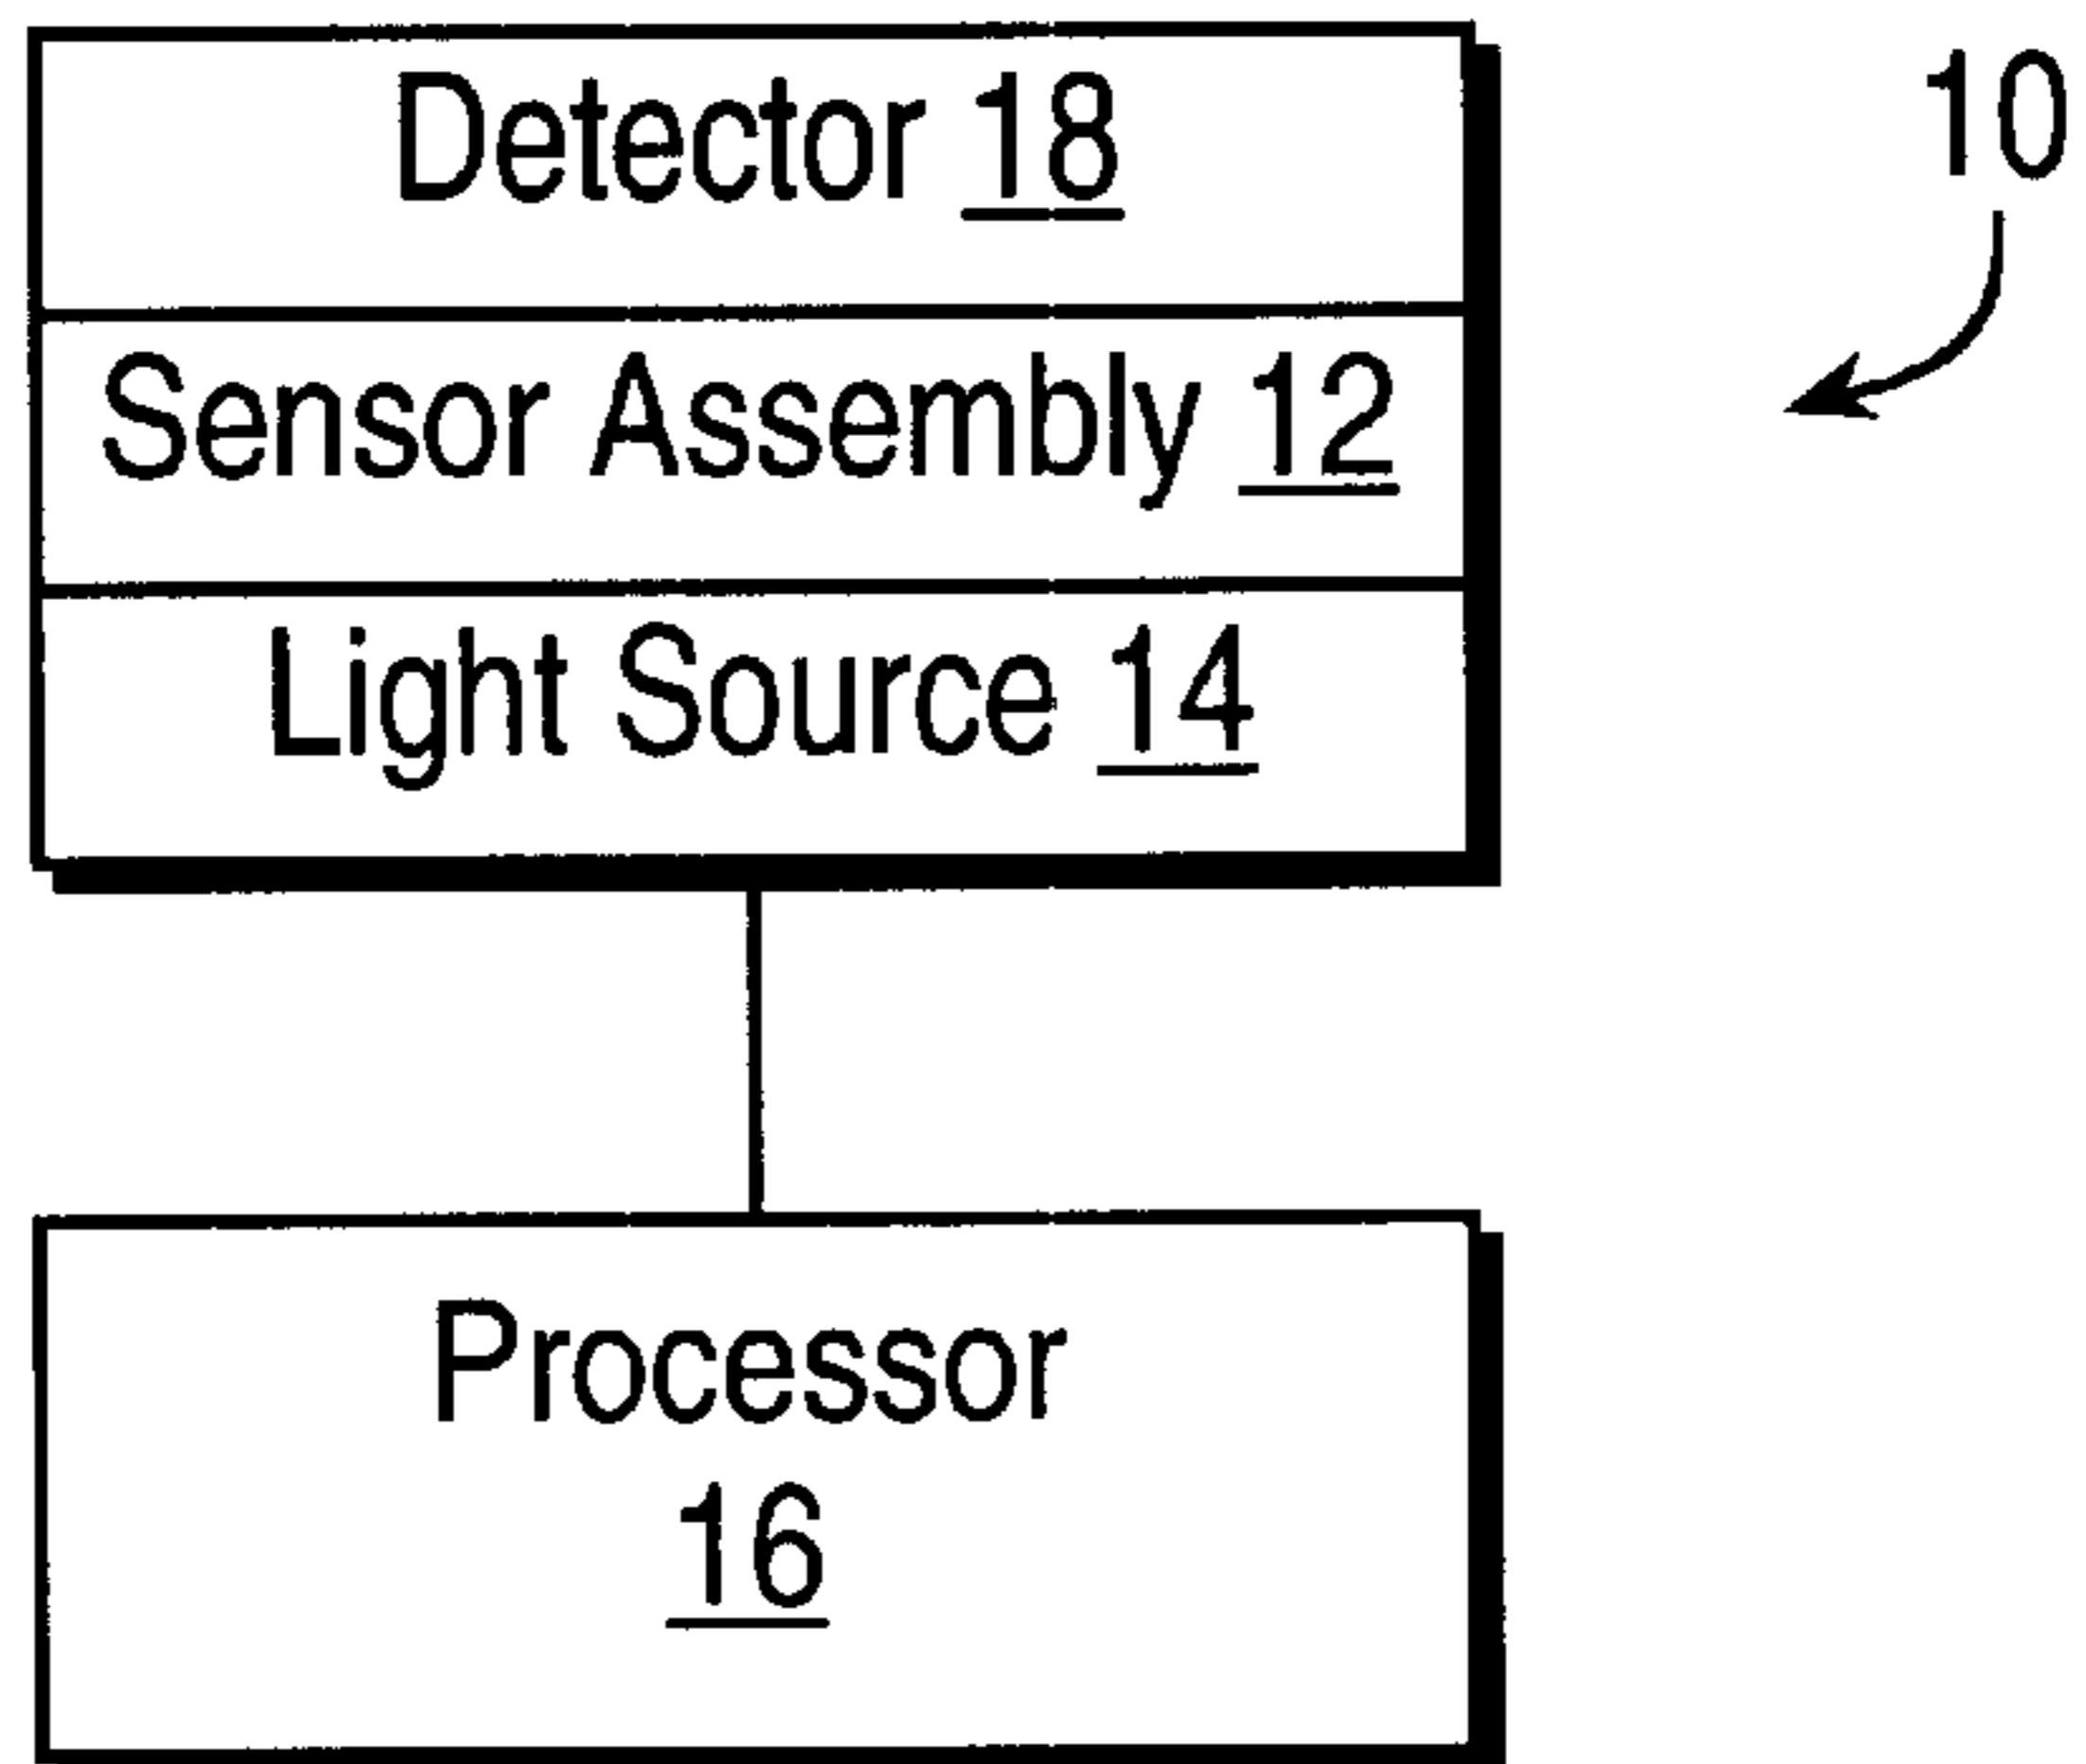 Detector 18
10
Sensor Assembly 12
Light Source 14
Processor
16